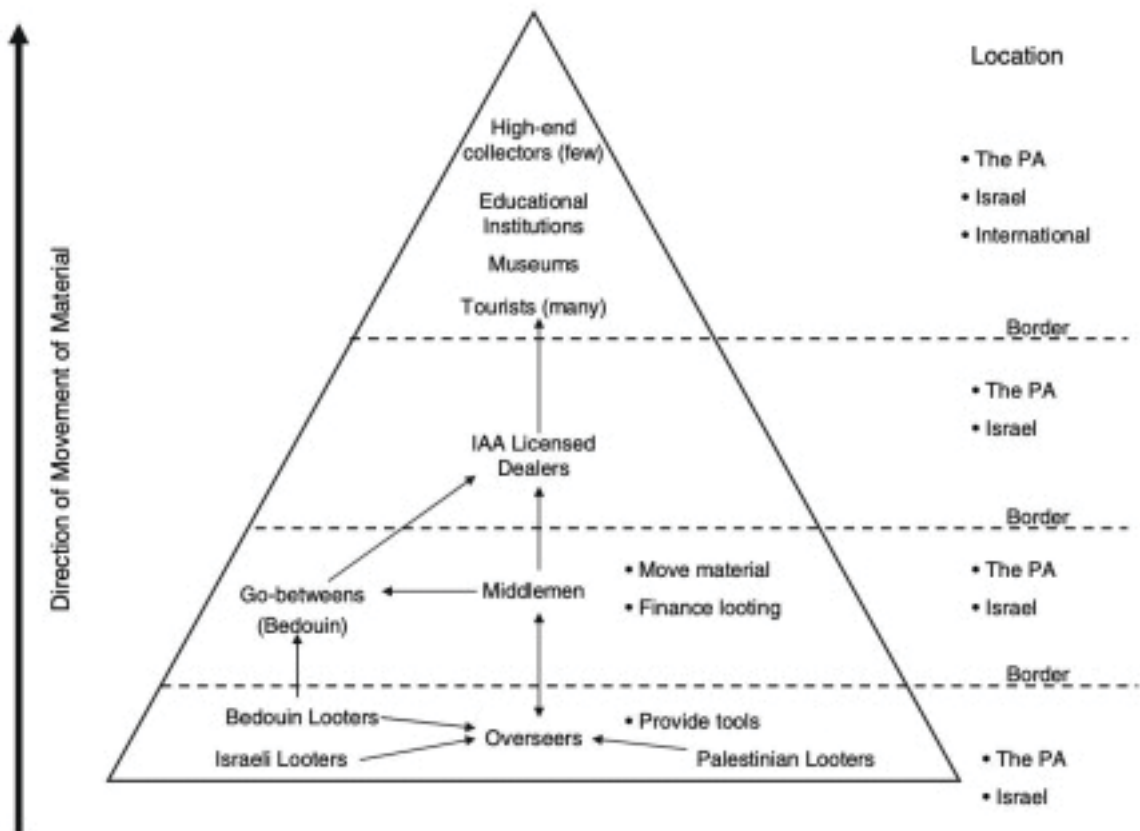 Location
High-end
collectors (few)
• The PA
Educational
Institutions
• Israel
Museums
• International
Tourists (many)
Border
Direction of Movement of Material
• The PA
• Israel
IAA Licensed
Dealers
Border
Go-betweens
(Bedouin)
Middlemen
• Move material
• Finance looting
• The PA
• Israel
Border
Bedouin Looters
Israeli Looters
Overseers
• Provide tools
Palestinian Looters
• The PA
• Israel